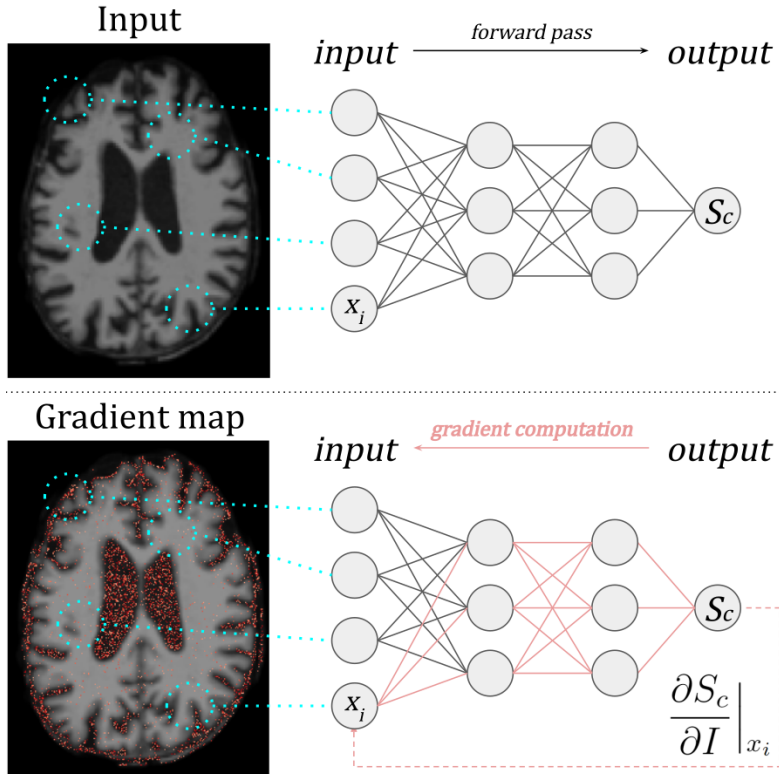 Input
forward pass
input
output
S_c
x_i
Gradient map
gradient computation
input
output
S_c
x_i
∂S_c/∂I|x_i